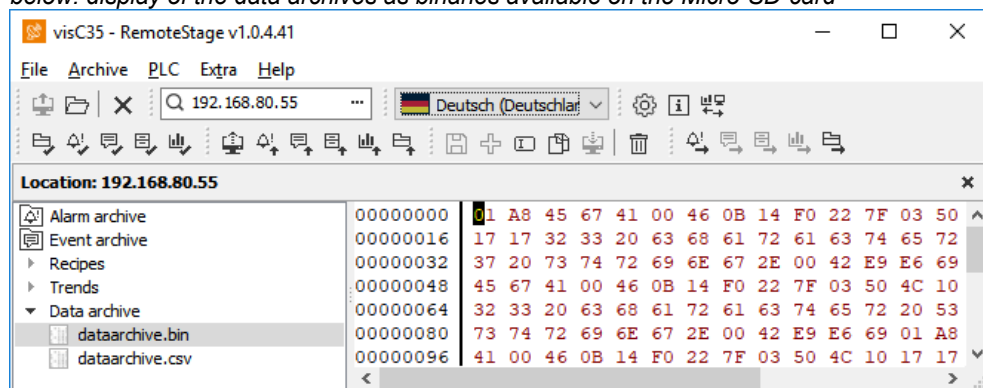 below: display of the data archives as binaries available on the Micro-SD-card
visC35 - RemoteStage v1.0.4.41
File Archive PLC Extra Help
192.168.80.55 ... Deutsch (Deutschlar
Location: 192.168.80.55
Alarm archive 00000000 01 A8 45 67 41 00 46 0B 14 F0 22 7F 03 50
Event archive 00000016 17 17 32 33 20 63 68 61 72 61 63 74 65 72
Recipes 00000032 37 20 73 74 72 69 6E 67 2E 00 42 E9 E6 69
Trends 00000048 45 67 41 00 46 0B 14 F0 22 7F 03 50 4C 10
Data archive 00000064 32 33 20 63 68 61 72 61 63 74 65 72 20 53
dataarchive.bin 00000080 73 74 72 69 6E 67 2E 00 42 E9 E6 69 01 A8
dataarchive.csv 00000096 41 00 46 0B 14 F0 22 7F 03 50 4C 10 17 17